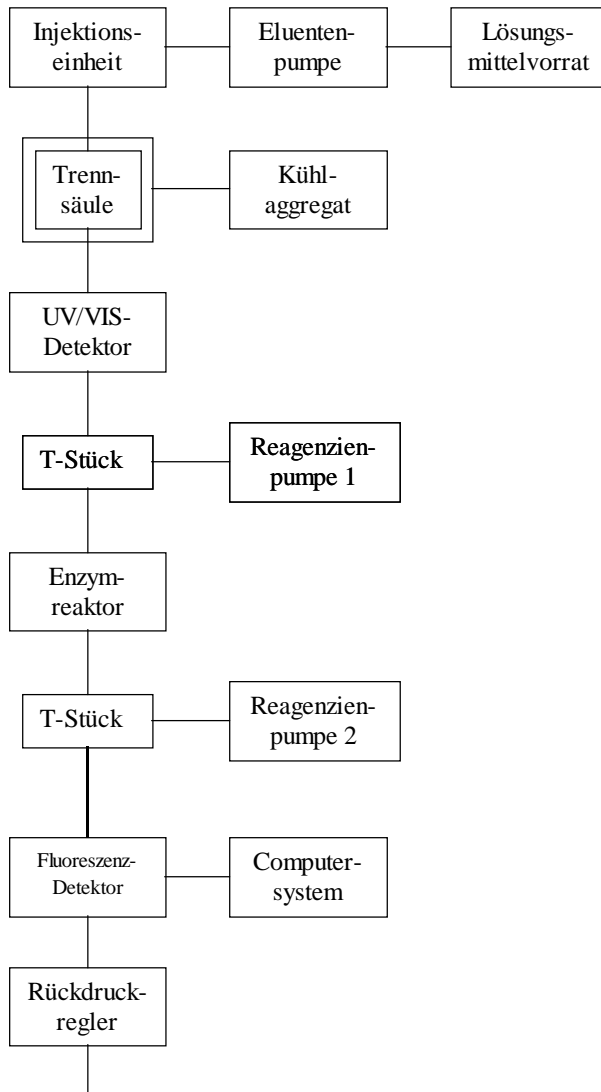 Injektions-
einheit
Eluenten-
pumpe
Lösungs-
mittelvorrat
Trenn-
säule
Kühl-
aggregat
UV/VIS-
Detektor
T-Stück
Reagenzien-
pumpe 1
Enzym-
reaktor
T-Stück
Reagenzien-
pumpe 2
Fluoreszenz-
Detektor
Computer-
system
Rückdruck-
regler